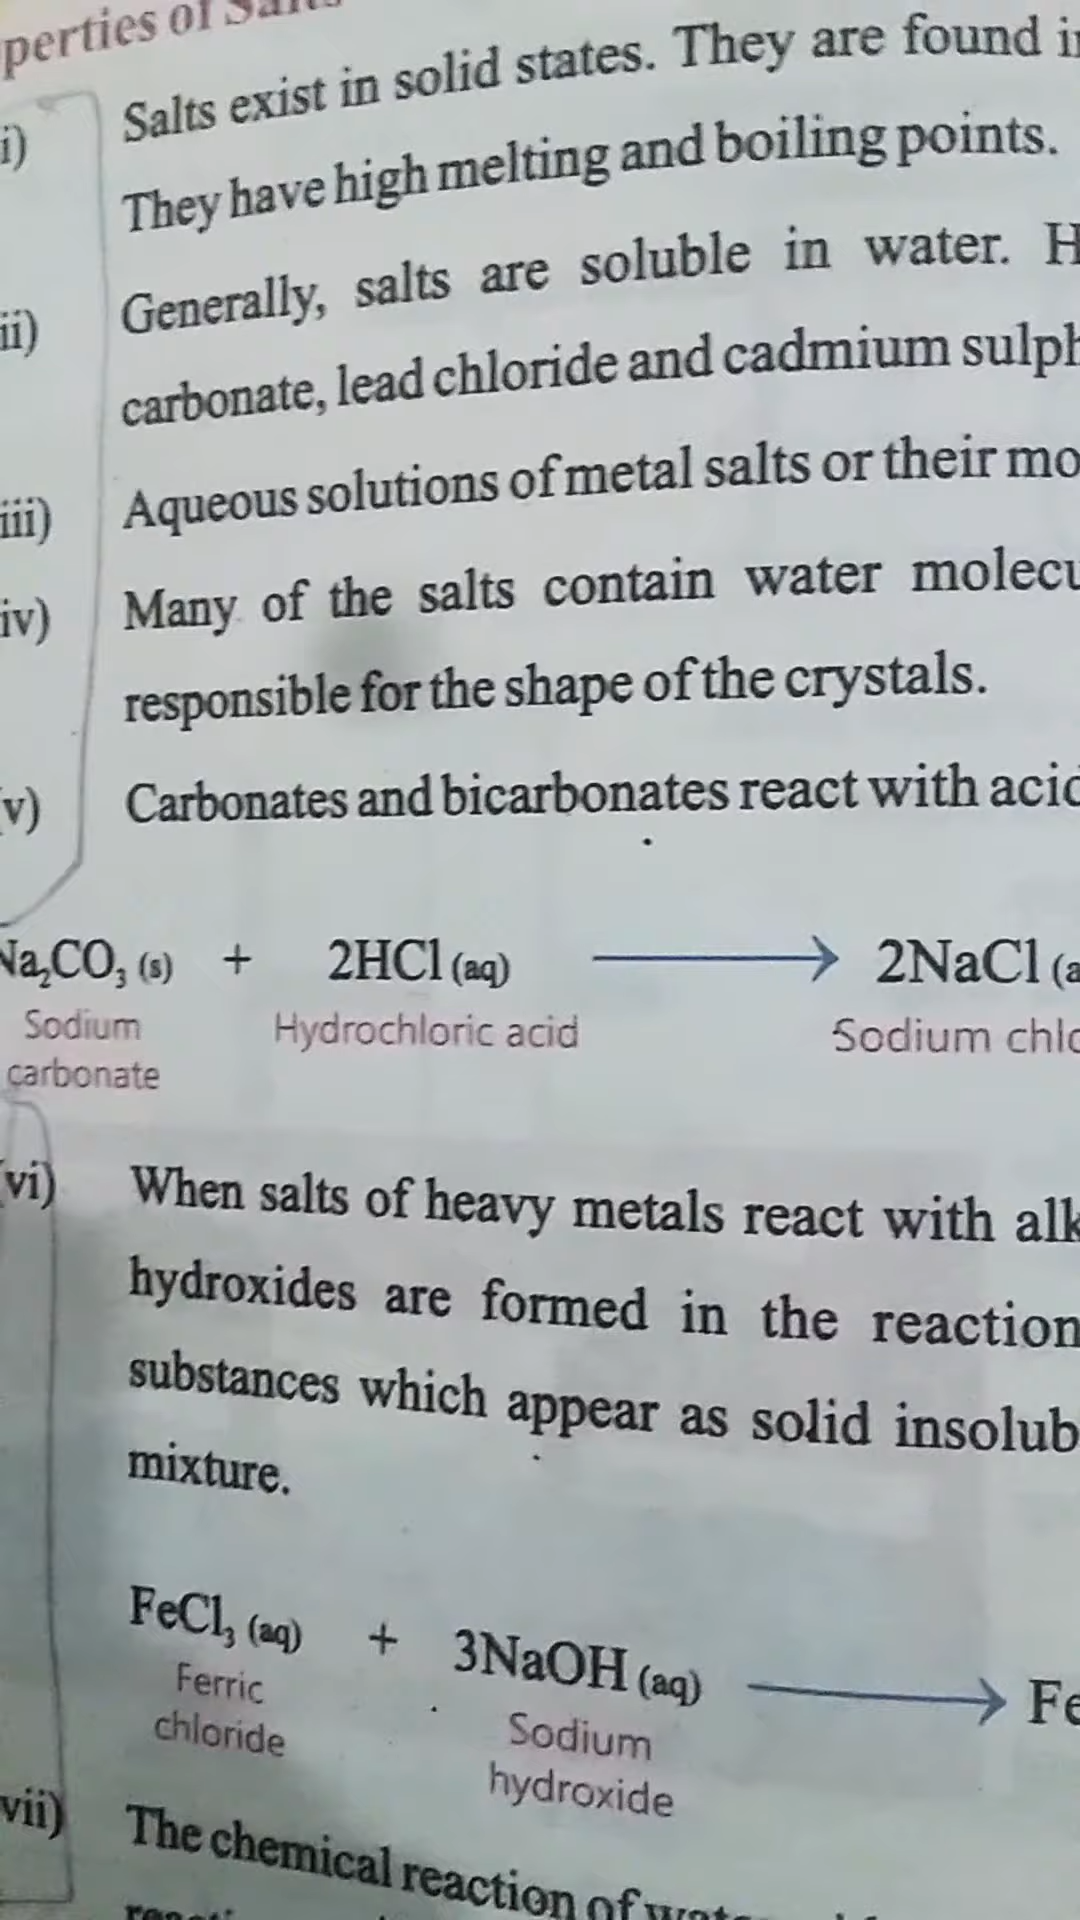 perties of Salts
i) Salts exist in solid states. They are found in
They have high melting and boiling points.
ii) Generally, salts are soluble in water. H
carbonate, lead chloride and cadmium sulph
iii) Aqueous solutions of metal salts or their mo
iv) Many of the salts contain water molecu
responsible for the shape of the crystals.
v) Carbonates and bicarbonates react with acid
Na₂CO₃ (s) + 2HCl (aq) ⟶ 2NaCl (a
Sodium Hydrochloric acid Sodium chlo
carbonate
(vi) When salts of heavy metals react with alk
hydroxides are formed in the reaction
substances which appear as solid insolub
mixture.
FeCl₃ (aq) + 3NaOH (aq) ⟶ Fe
Ferric Sodium
chloride hydroxide
vii) The chemical reaction of